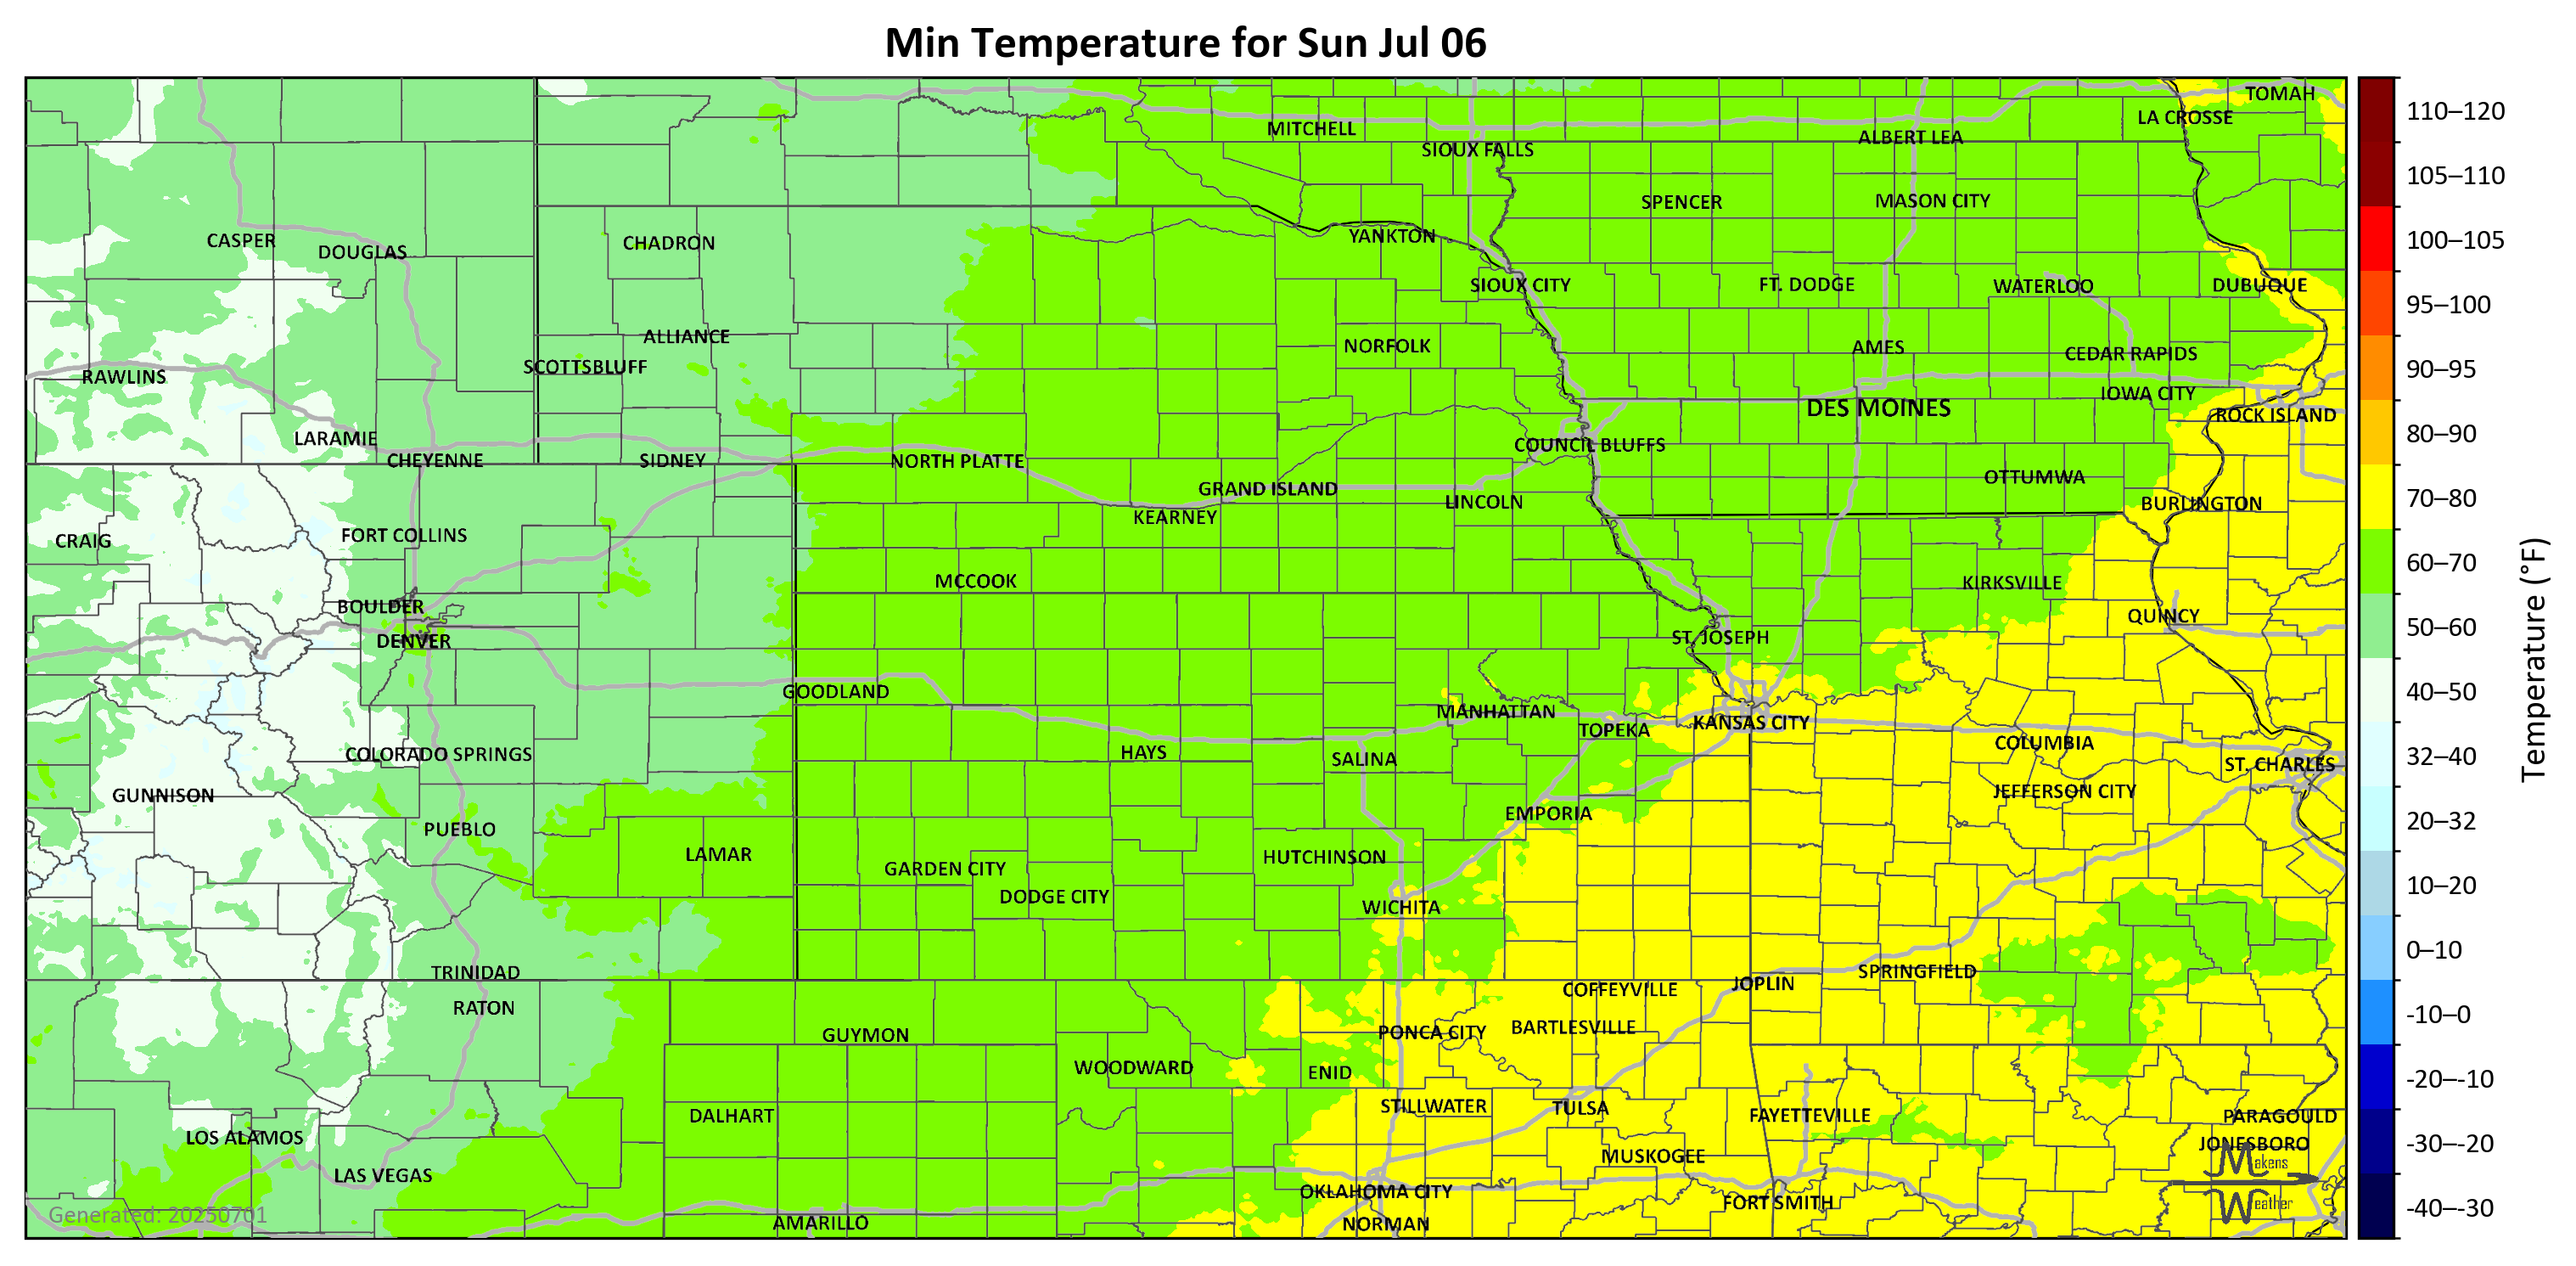 Min Temperature for Sun Jul 06
TOMAH
LA CROSSE
MITCHELL
ALBERT LEA
SIOUX FALLS
SPENCER
MASON CITY
CASPER
DOUGLAS
CHADRON
YANKTON
SIOUX CITY
FT. DODGE
WATERLOO
DUBUQUE
ALLIANCE
NORFOLK
AMES
CEDAR RAPIDS
SCOTTSBLUFF
RAWLINS
IOWA CITY
DES MOINES
ROCK ISLAND
LARAMIE
COUNCIL BLUFFS
CHEYENNE
SIDNEY
NORTH PLATTE
OTTUMWA
GRAND ISLAND
LINCOLN
BURLINGTON
KEARNEY
CRAIG
FORT COLLINS
MCCOOK
KIRKSVILLE
BOULDER
QUINCY
DENVER
ST. JOSEPH
GOODLAND
MANHATTAN
KANSAS CITY
TOPEKA
COLUMBIA
COLORADO SPRINGS
HAYS
SALINA
ST. CHARLES
GUNNISON
JEFFERSON CITY
EMPORIA
PUEBLO
LAMAR
HUTCHINSON
GARDEN CITY
DODGE CITY
WICHITA
TRINIDAD
SPRINGFIELD
JOPLIN
COFFEYVILLE
RATON
BARTLESVILLE
PONCA CITY
GUYMON
WOODWARD
ENID
STILLWATER
TULSA
DALHART
FAYETTEVILLE
PARAGOULD
LOS ALAMOS
JONESBORO
MUSKOGEE
LAS VEGAS
OKLAHOMA CITY
FORT SMITH
AMARILLO
NORMAN
Makens
Weather
Generated: 20250701
110–120
105–110
100–105
95–100
90–95
80–90
70–80
60–70
50–60
40–50
32–40
20–32
10–20
0–10
-10–0
-20–-10
-30–-20
-40–-30
Temperature (°F)